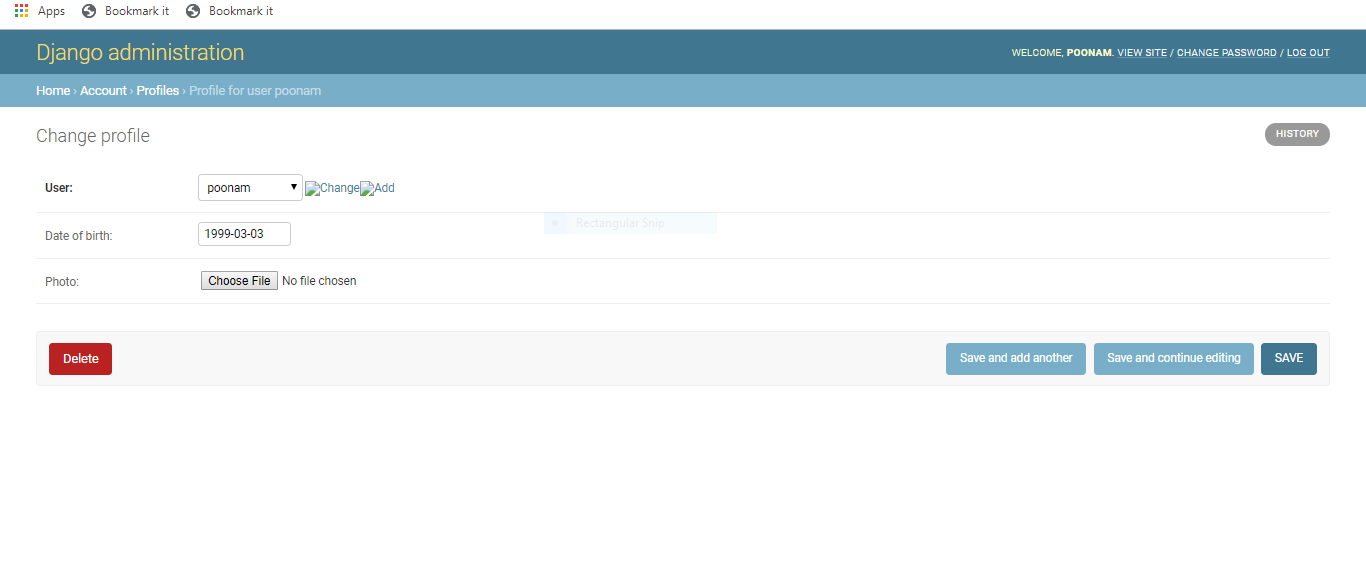 Apps Bookmark it Bookmark it
Django administration
WELCOME, POONAM. VIEW SITE / CHANGE PASSWORD / LOG OUT
Home › Account › Profiles › Profile for user poonam
Change profile
HISTORY
User: poonam Change Add
Rectangular Snip
Date of birth: 1999-03-03
Photo: Choose File No file chosen
Delete Save and add another Save and continue editing SAVE